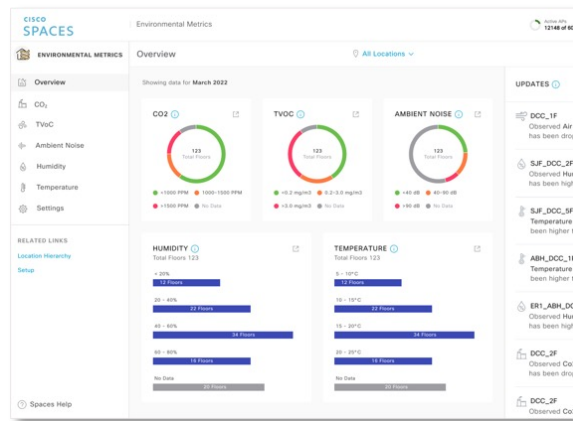 CISCO
SPACES
Environmental Metrics
Active APs
12148 of 60
ENVIRONMENTAL METRICS
Overview
All Locations
Overview
CO₂
TVoC
Ambient Noise
Humidity
Temperature
Settings
RELATED LINKS
Location Hierarchy
Setup
Spaces Help
Showing data for March 2022
CO2
123
Total Floors
<1000 PPM
1000-1500 PPM
>1500 PPM
No Data
TVOC
123
Total Floors
<0.2 mg/m3
0.2-3.0 mg/m3
>3.0 mg/m3
No Data
AMBIENT NOISE
123
Total Floors
<60 dB
60-90 dB
>90 dB
No Data
HUMIDITY
Total Floors 123
< 20%
12 Floors
20 - 40%
22 Floors
40 - 60%
34 Floors
60 - 80%
16 Floors
No Data
20 Floors
TEMPERATURE
Total Floors 123
5 - 10°C
12 Floors
10 - 15°C
22 Floors
15 - 20°C
34 Floors
20 - 25°C
16 Floors
No Data
20 Floors
UPDATES
DCC_1F
Observed Air
has been drop
SJF_DCC_2F
Observed Hum
has been high
SJF_DCC_5F
Temperature
been higher t
ABH_DCC_1F
Temperature
been higher t
ER1_ABH_DC
Observed Hum
has been high
DCC_2F
Observed Co
has been drop
DCC_2F
Observed Co